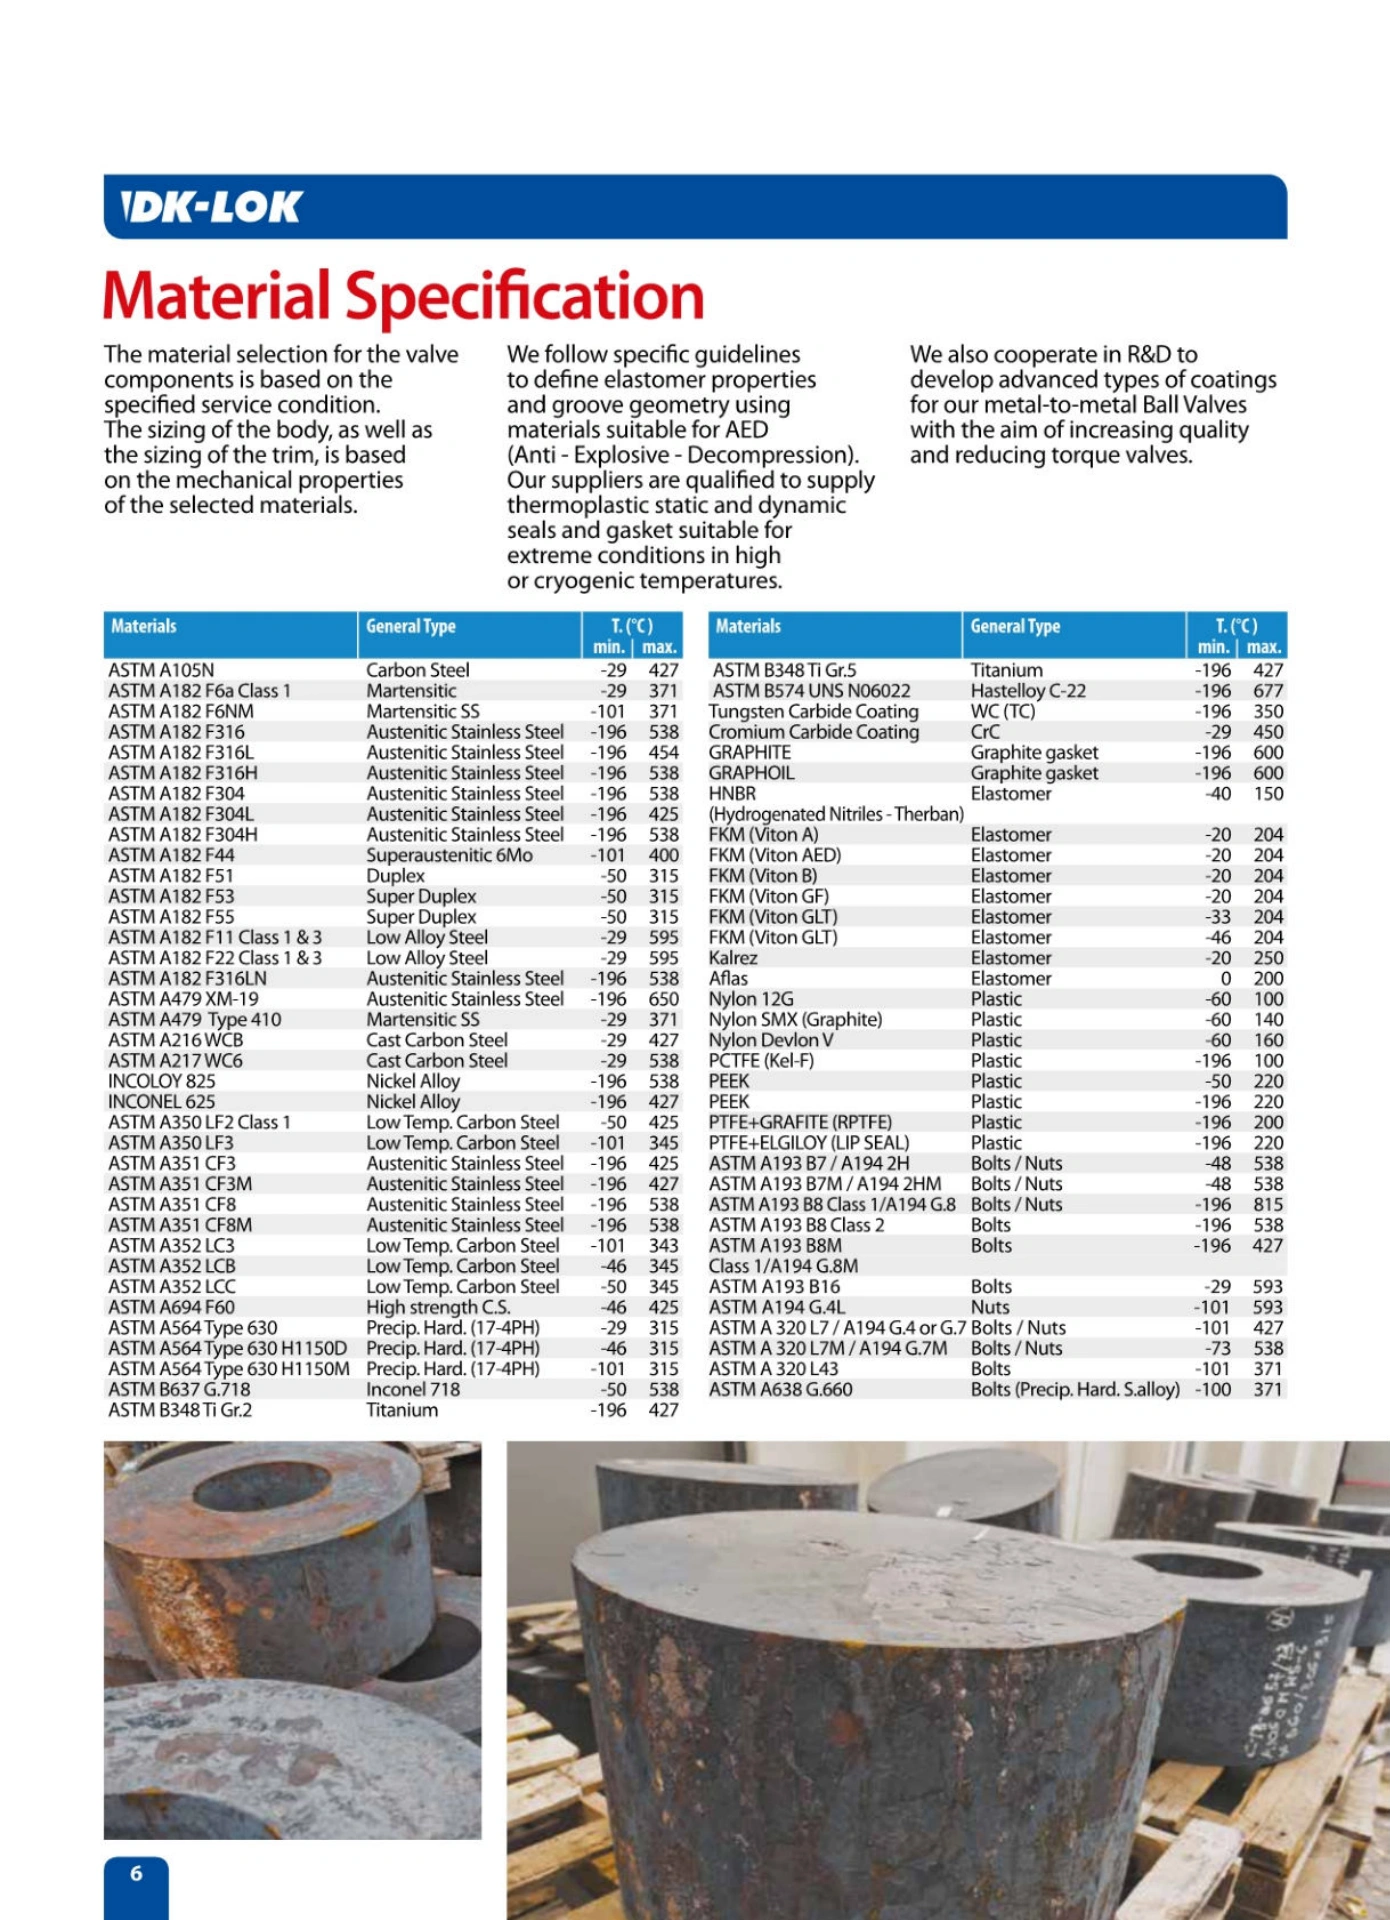 DK-LOK
Material Specification
The material selection for the valve
components is based on the
specified service condition.
The sizing of the body, as well as
the sizing of the trim, is based
on the mechanical properties
of the selected materials.
We follow specific guidelines
to define elastomer properties
and groove geometry using
materials suitable for AED
(Anti - Explosive - Decompression).
Our suppliers are qualified to supply
thermoplastic static and dynamic
seals and gasket suitable for
extreme conditions in high
or cryogenic temperatures.
We also cooperate in R&D to
develop advanced types of coatings
for our metal-to-metal Ball Valves
with the aim of increasing quality
and reducing torque valves.
Materials General Type T. (°C)
min. max.
ASTM A105N Carbon Steel -29 427
ASTM A182 F6a Class 1 Martensitic -29 371
ASTM A182 F6NM Martensitic SS -101 371
ASTM A182 F316 Austenitic Stainless Steel -196 538
ASTM A182 F316L Austenitic Stainless Steel -196 454
ASTM A182 F316H Austenitic Stainless Steel -196 538
ASTM A182 F304 Austenitic Stainless Steel -196 538
ASTM A182 F304L Austenitic Stainless Steel -196 425
ASTM A182 F304H Austenitic Stainless Steel -196 538
ASTM A182 F44 Superaustenitic 6Mo -101 400
ASTM A182 F51 Duplex -50 315
ASTM A182 F53 Super Duplex -50 315
ASTM A182 F55 Super Duplex -50 315
ASTM A182 F11 Class 1 & 3 Low Alloy Steel -29 595
ASTM A182 F22 Class 1 & 3 Low Alloy Steel -29 595
ASTM A182 F316LN Austenitic Stainless Steel -196 538
ASTM A479 XM-19 Austenitic Stainless Steel -196 650
ASTM A479 Type 410 Martensitic SS -29 371
ASTM A216 WCB Cast Carbon Steel -29 427
ASTM A217 WC6 Cast Carbon Steel -29 538
INCOLOY 825 Nickel Alloy -196 538
INCONEL 625 Nickel Alloy -196 427
ASTM A350 LF2 Class 1 Low Temp. Carbon Steel -50 425
ASTM A350 LF3 Low Temp. Carbon Steel -101 345
ASTM A351 CF3 Austenitic Stainless Steel -196 425
ASTM A351 CF3M Austenitic Stainless Steel -196 427
ASTM A351 CF8 Austenitic Stainless Steel -196 538
ASTM A351 CF8M Austenitic Stainless Steel -196 538
ASTM A352 LC3 Low Temp. Carbon Steel -101 343
ASTM A352 LCB Low Temp. Carbon Steel -46 345
ASTM A352 LCC Low Temp. Carbon Steel -50 345
ASTM A694 F60 High strength C.S. -46 425
ASTM A564 Type 630 Precip. Hard. (17-4PH) -29 315
ASTM A564 Type 630 H1150D Precip. Hard. (17-4PH) -46 315
ASTM A564 Type 630 H1150M Precip. Hard. (17-4PH) -101 315
ASTM B637 G.718 Inconel 718 -50 538
ASTM B348 Ti Gr.2 Titanium -196 427
Materials General Type T. (°C)
min. max.
ASTM B348 Ti Gr.5 Titanium -196 427
ASTM B574 UNS N06022 Hastelloy C-22 -196 677
Tungsten Carbide Coating WC (TC) -196 350
Cromium Carbide Coating CrC -29 450
GRAPHITE Graphite gasket -196 600
GRAPHOIL Graphite gasket -196 600
HNBR Elastomer -40 150
(Hydrogenated Nitriles - Therban)
FKM (Viton A) Elastomer -20 204
FKM (Viton AED) Elastomer -20 204
FKM (Viton B) Elastomer -20 204
FKM (Viton GF) Elastomer -20 204
FKM (Viton GLT) Elastomer -33 204
FKM (Viton GLT) Elastomer -46 204
Kalrez Elastomer -20 250
Aflas Elastomer 0 200
Nylon 12G Plastic -60 100
Nylon SMX (Graphite) Plastic -60 140
Nylon Devlon V Plastic -60 160
PCTFE (Kel-F) Plastic -196 100
PEEK Plastic -50 220
PEEK Plastic -196 220
PTFE+GRAFITE (RPTFE) Plastic -196 200
PTFE+ELGILOY (LIP SEAL) Plastic -196 220
ASTM A193 B7 / A194 2H Bolts / Nuts -48 538
ASTM A193 B7M / A194 2HM Bolts / Nuts -48 538
ASTM A193 B8 Class 1/A194 G.8 Bolts / Nuts -196 815
ASTM A193 B8 Class 2 Bolts -196 538
ASTM A193 B8M Bolts -196 427
Class 1/A194 G.8M
ASTM A193 B16 Bolts -29 593
ASTM A194 G.4L Nuts -101 593
ASTM A 320 L7 / A194 G.4 or G.7 Bolts / Nuts -101 427
ASTM A 320 L7M / A194 G.7M Bolts / Nuts -73 538
ASTM A 320 L43 Bolts -101 371
ASTM A638 G.660 Bolts (Precip. Hard. S.alloy) -100 371
6